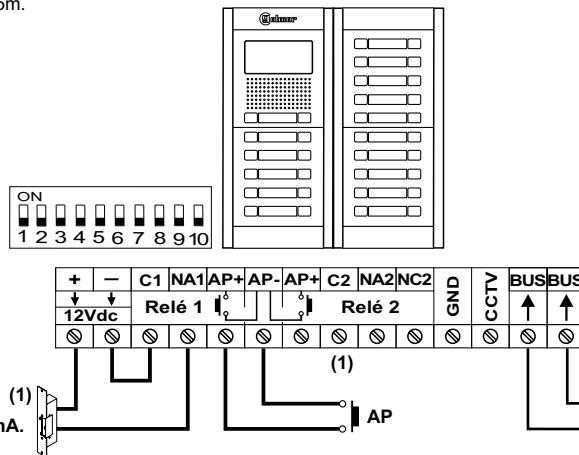 om.
Golmar
ON
1 2 3 4 5 6 7 8 9 10
+ – C1 NA1 AP+ AP- AP+ C2 NA2 NC2 GND CCTV BUS BUS
12Vdc Relé 1 Relé 2
(1)
(1)
AP
nA.